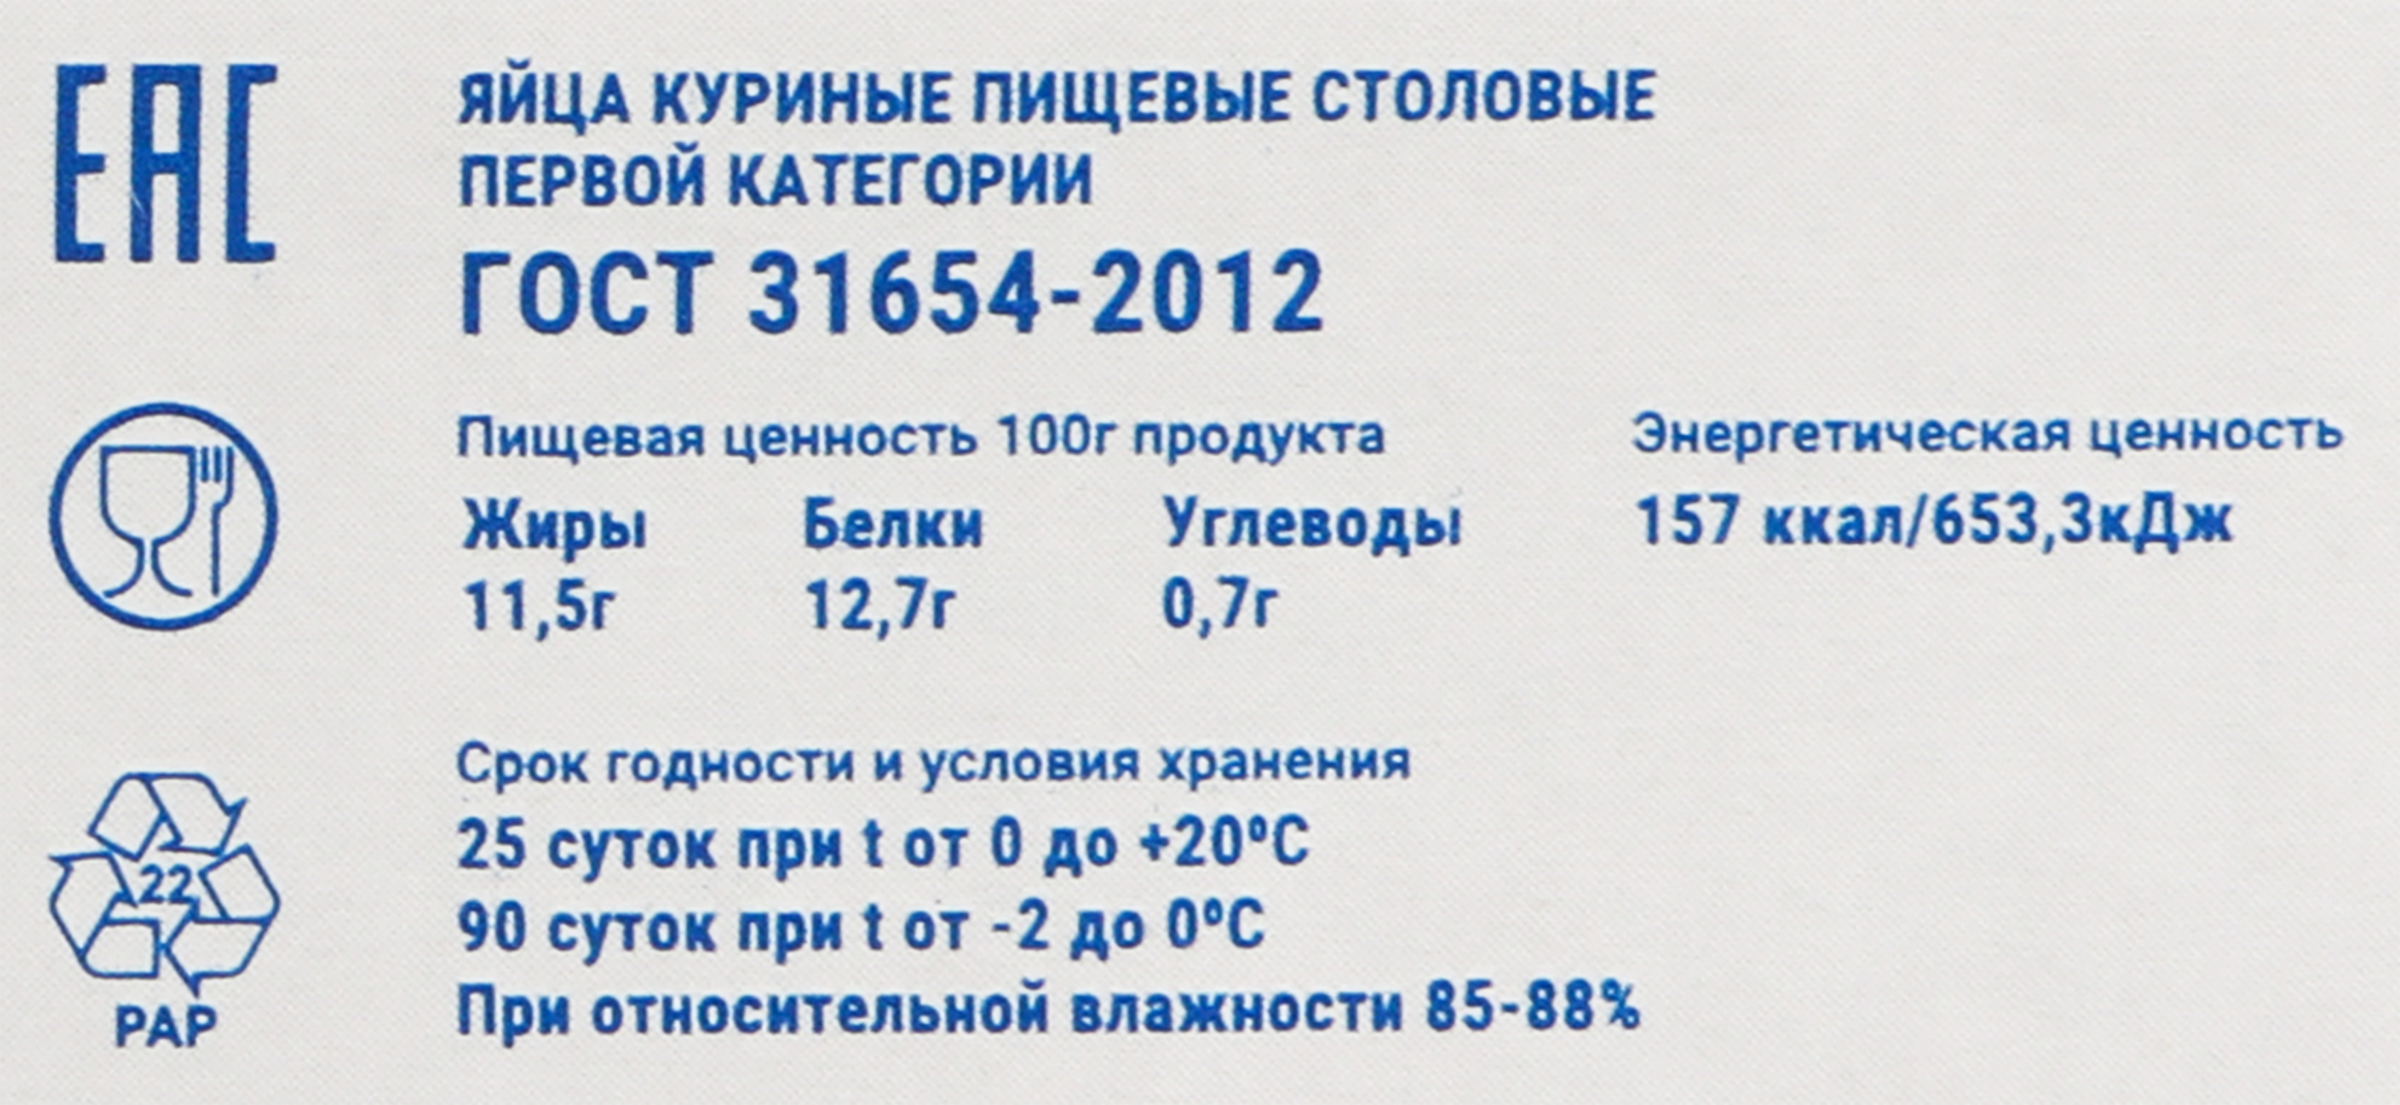 ЕАС
ЯЙЦА КУРИНЫЕ ПИЩЕВЫЕ СТОЛОВЫЕ
ПЕРВОЙ КАТЕГОРИИ
ГОСТ 31654-2012
Пищевая ценность 100г продукта
Жиры Белки Углеводы
11,5г 12,7г 0,7г
Энергетическая ценность
157 ккал/653,3кДж
Срок годности и условия хранения
25 суток при t от 0 до +20ºС
90 суток при t от -2 до 0ºС
При относительной влажности 85-88%
22
PAP